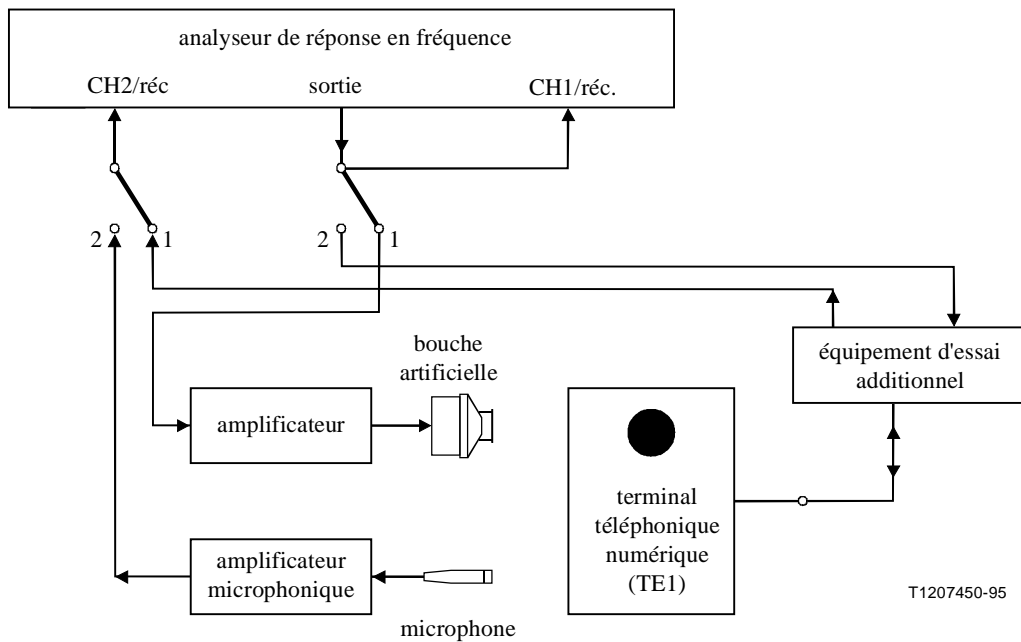 analyseur de réponse en fréquence
CH2/réc
sortie
CH1/réc.
2
1
2
1
bouche
artificielle
équipement d'essai
additionnel
amplificateur
terminal
téléphonique
numérique
(TE1)
amplificateur
microphonique
microphone
T1207450-95